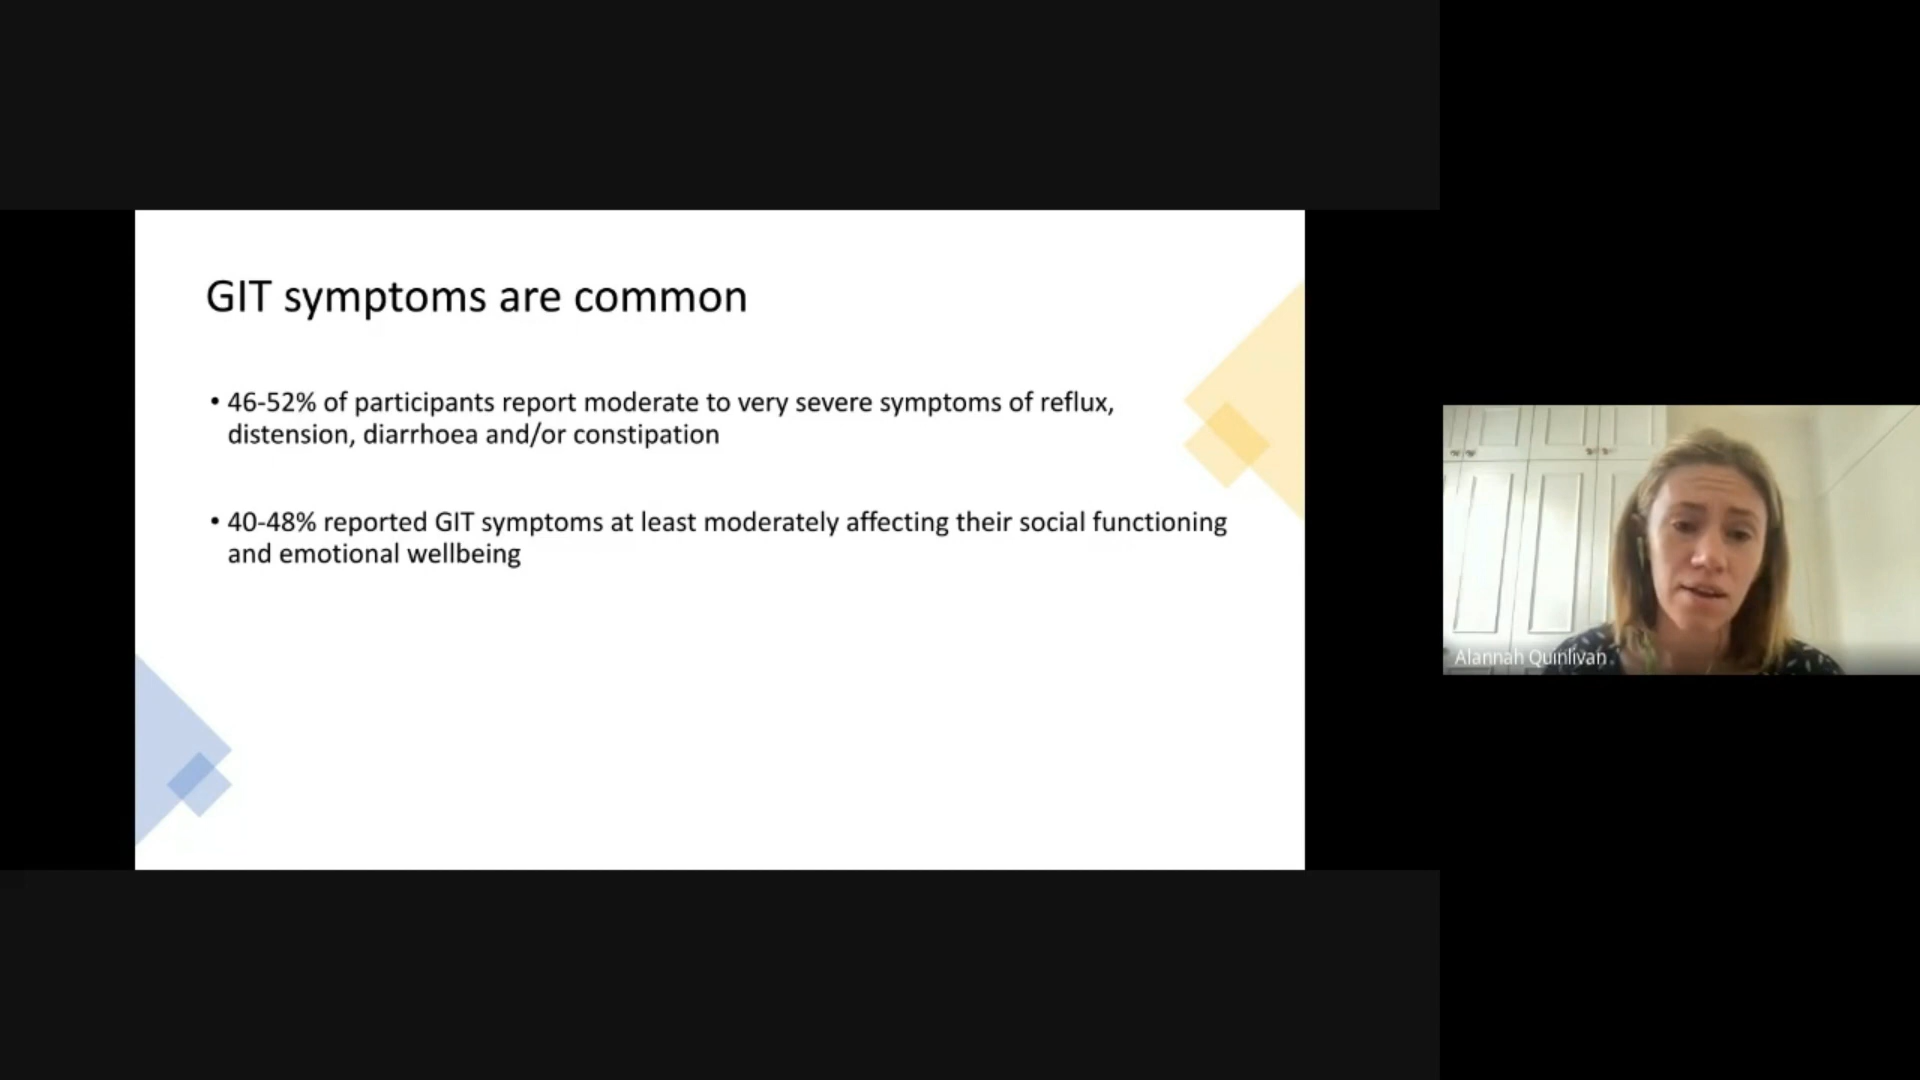 GIT symptoms are common
• 46-52% of participants report moderate to very severe symptoms of reflux,
distension, diarrhoea and/or constipation
• 40-48% reported GIT symptoms at least moderately affecting their social functioning
and emotional wellbeing
Alannah Quinlivan